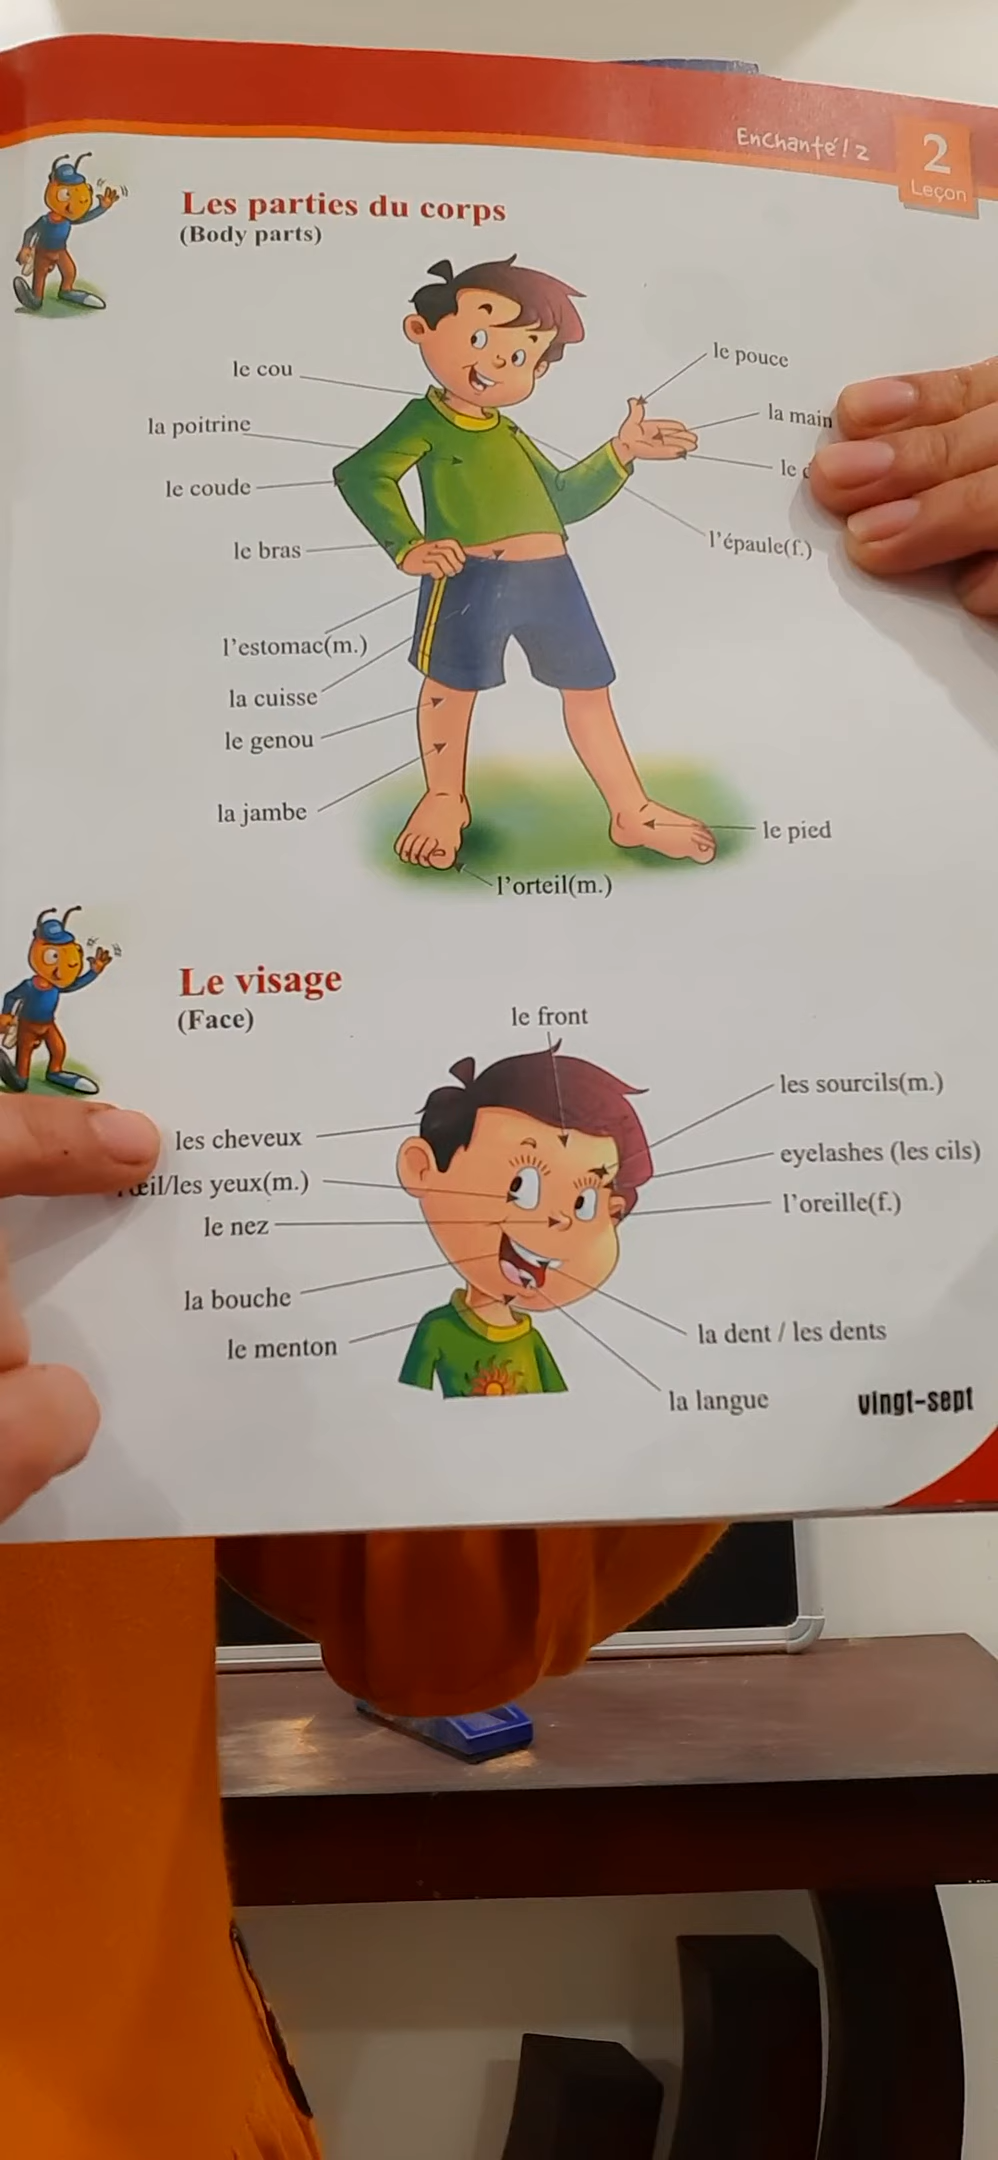 Enchanté! 2
2
Leçon
Les parties du corps
(Body parts)
le cou
la poitrine
le coude
le bras
l'estomac(m.)
la cuisse
le genou
la jambe
le pouce
la main
le
l'épaule(f.)
le pied
l'orteil(m.)
Le visage
(Face)
le front
les cheveux
les yeux(m.)
le nez
la bouche
le menton
les sourcils(m.)
eyelashes (les cils)
l'oreille(f.)
la dent / les dents
la langue
vingt-sept